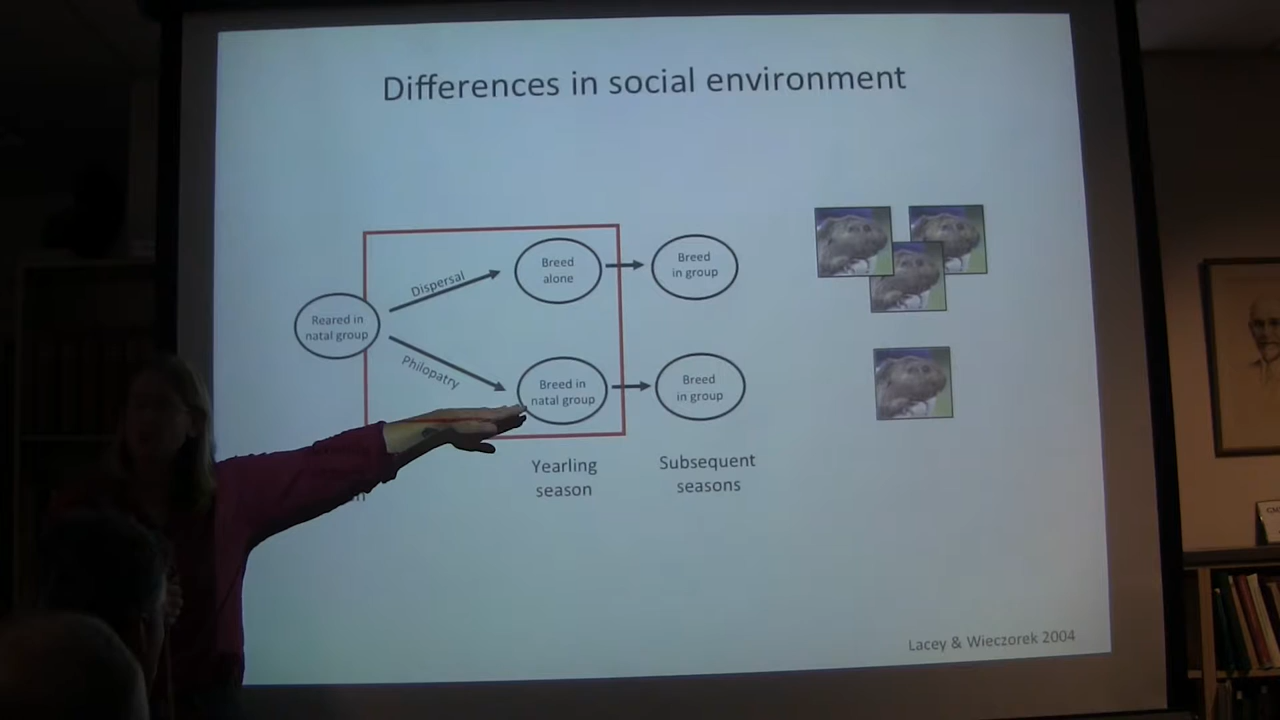 Differences in social environment
Reared in
natal group
Dispersal
Philopatry
Breed
alone
Breed
in group
Breed in
natal group
Breed
in group
Yearling
season
Subsequent
seasons
Lacey & Wieczorek 2004